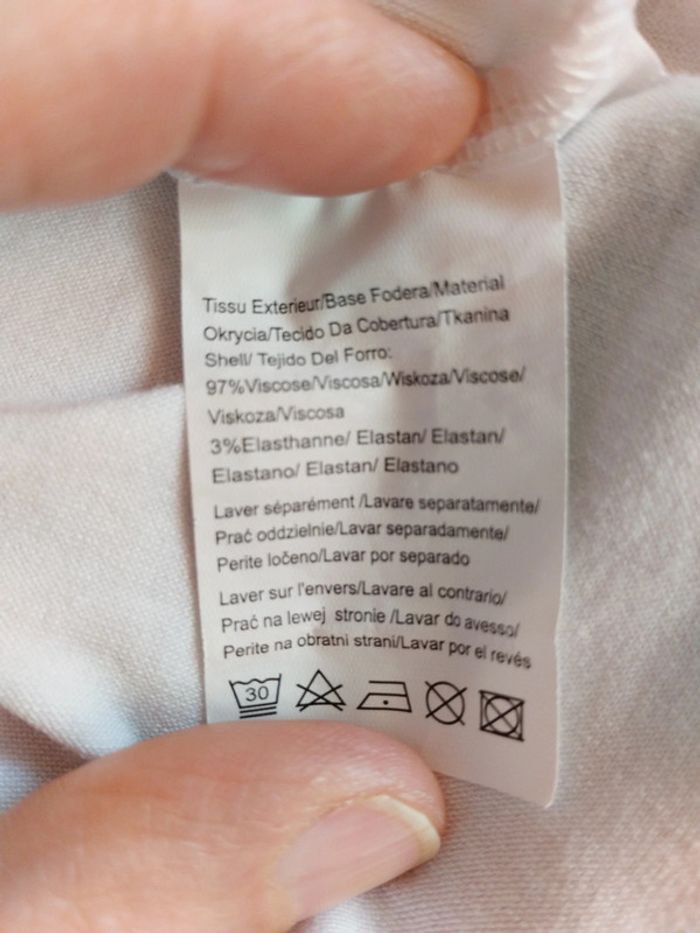 Tissu Exterieur/Base Fodera/Material
Okrycia/Tecido Da Cobertura/Tkanina
Shell/ Tejido Del Forro:
97%Viscose/Viscosa/Wiskoza/Viscose/
Viskoza/Viscosa
3%Elasthanne/ Elastan/ Elastan/
Elastano/ Elastan/ Elastano
Laver séparément /Lavare separatamente/
Prać oddzielnie/Lavar separadamente/
Perite ločeno/Lavar por separado
Laver sur l'envers/Lavare al contrario/
Prać na lewej stronie /Lavar do avesso/
Perite na obratni strani/Lavar por el revés
30